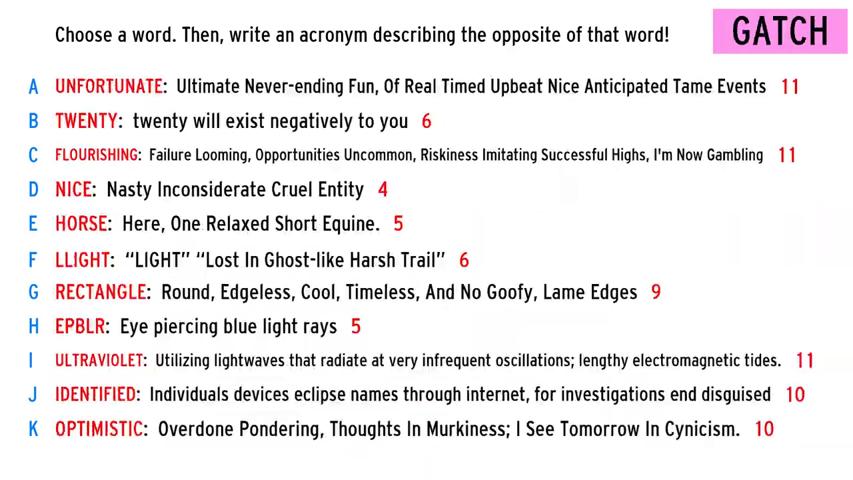 Choose a word. Then, write an acronym describing the opposite of that word!
GATCH
A UNFORTUNATE: Ultimate Never-ending Fun, Of Real Timed Upbeat Nice Anticipated Tame Events 11
B TWENTY: twenty will exist negatively to you 6
C FLOURISHING: Failure Looming, Opportunities Uncommon, Riskiness Imitating Successful Highs, I'm Now Gambling 11
D NICE: Nasty Inconsiderate Cruel Entity 4
E HORSE: Here, One Relaxed Short Equine. 5
F LLIGHT: “LIGHT” “Lost In Ghost-like Harsh Trail” 6
G RECTANGLE: Round, Edgeless, Cool, Timeless, And No Goofy, Lame Edges 9
H EPBLR: Eye piercing blue light rays 5
I ULTRAVIOLET: Utilizing lightwaves that radiate at very infrequent oscillations; lengthy electromagnetic tides. 11
J IDENTIFIED: Individuals devices eclipse names through internet, for investigations end disguised 10
K OPTIMISTIC: Overdone Pondering, Thoughts In Murkiness; I See Tomorrow In Cynicism. 10